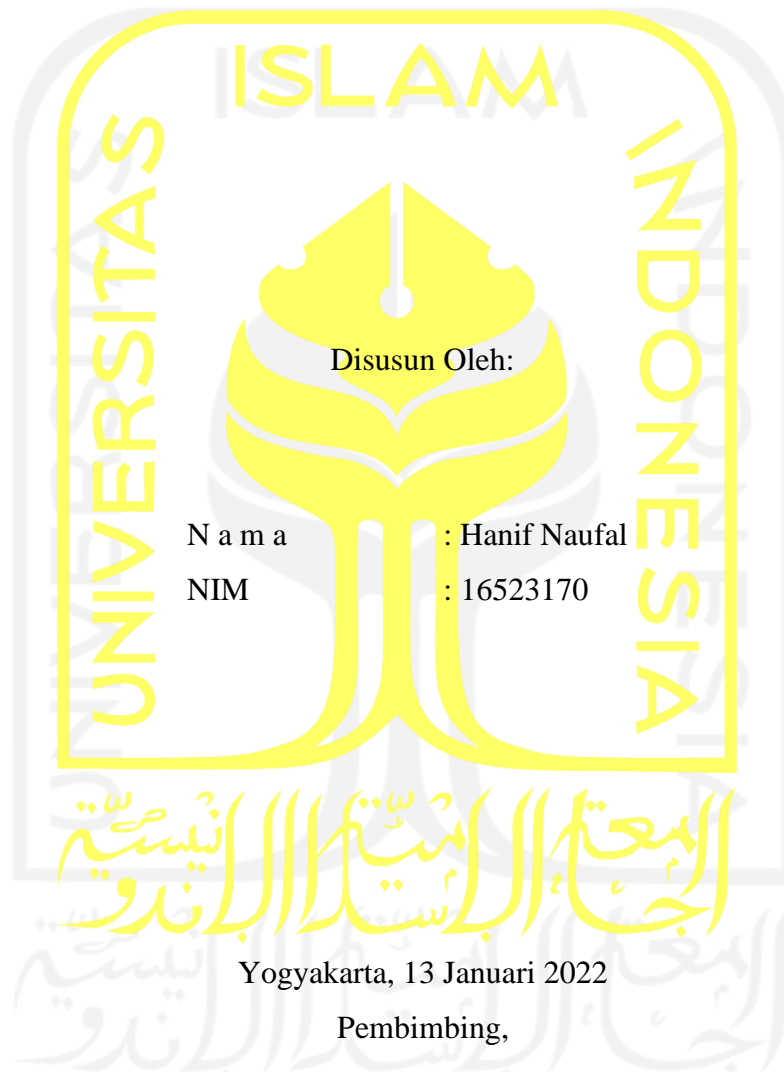 ISLAM
UNIVERSITAS
INDONESIA
Disusun Oleh:
N a m a : Hanif Naufal
NIM : 16523170
الجامعة الإسلامية الإندونيسية
Yogyakarta, 13 Januari 2022
Pembimbing,